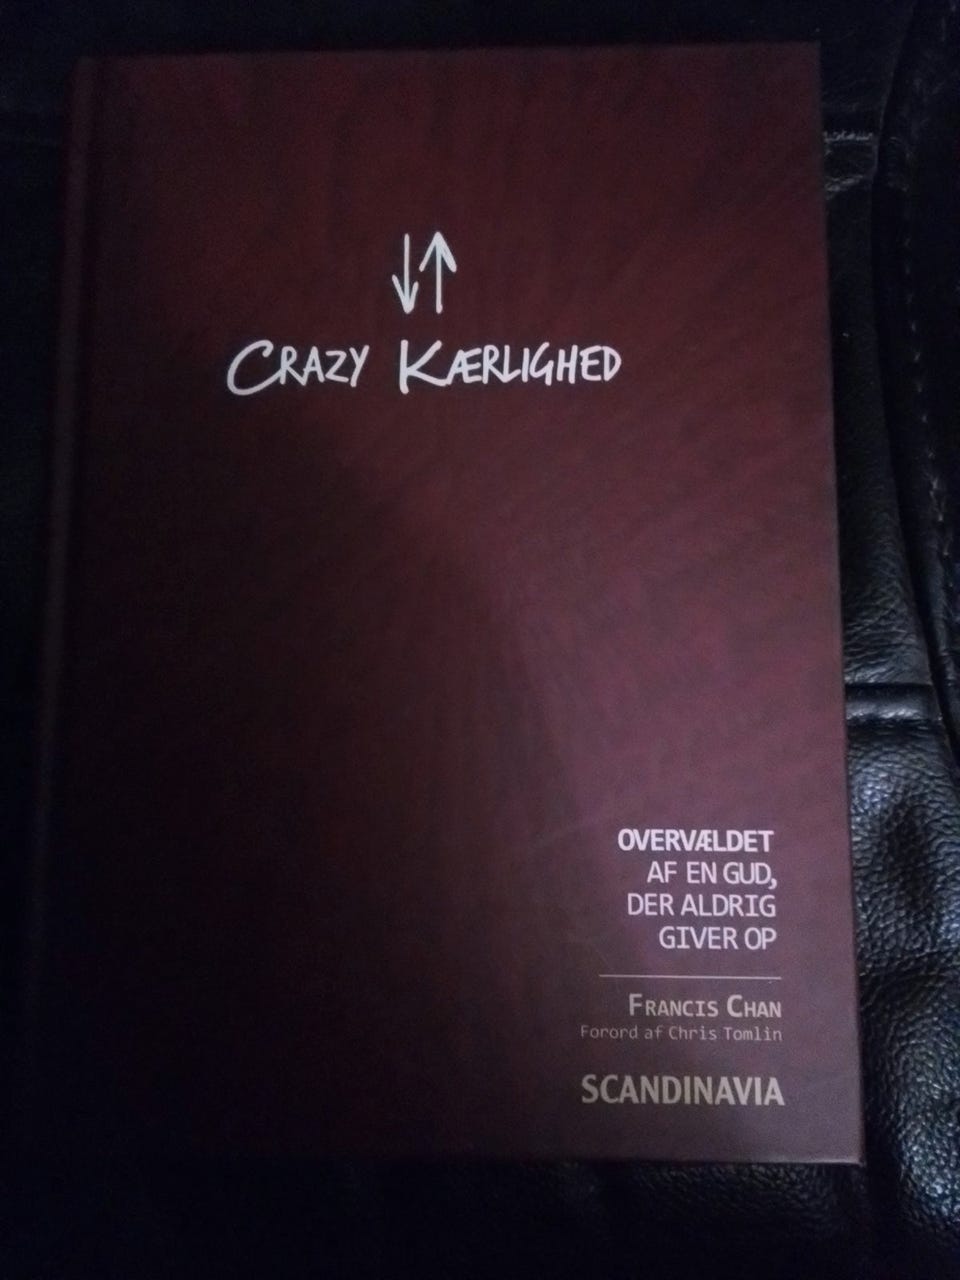 CRAZY KÆRLIGHED
OVERVÆLDET
AF EN GUD,
DER ALDRIG
GIVER OP
FRANCIS CHAN
Forord af Chris Tomlin
SCANDINAVIA